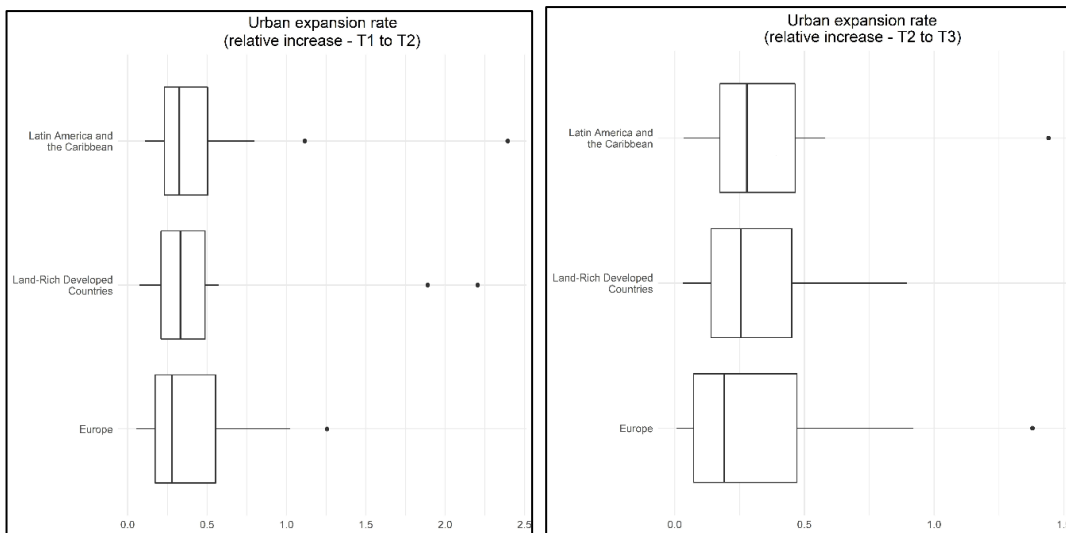 Urban expansion rate
(relative increase - T1 to T2)
Latin America and
the Caribbean
Land-Rich Developed
Countries
Europe
0.0 0.5 1.0 1.5 2.0 2.5
Urban expansion rate
(relative increase - T2 to T3)
Latin America and
the Caribbean
Land-Rich Developed
Countries
Europe
0.0 0.5 1.0 1.5